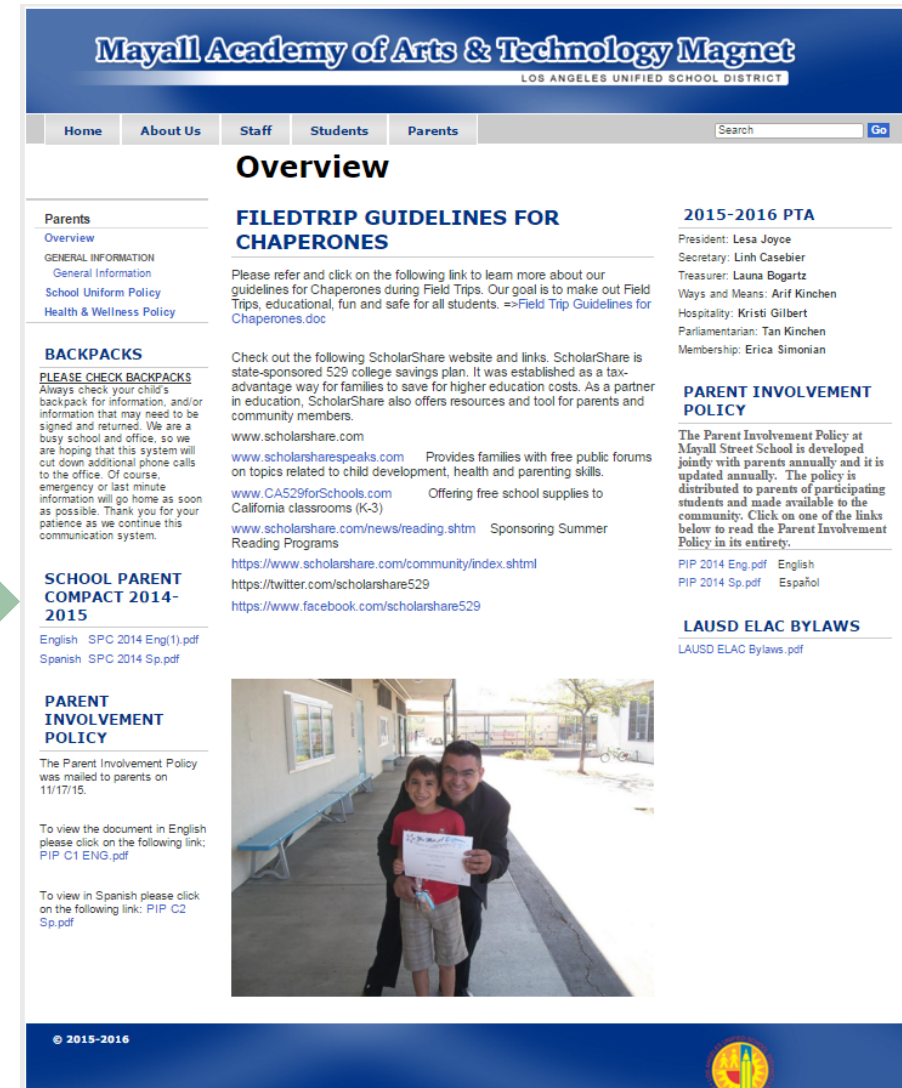 Mayall Academy of Arts & Technology Magnet
LOS ANGELES UNIFIED SCHOOL DISTRICT
Home About Us Staff Students Parents Search Go
Overview
Parents
Overview
GENERAL INFORMATION
General Information
School Uniform Policy
Health & Wellness Policy
BACKPACKS
PLEASE CHECK BACKPACKS
Always check your child's
backpack for information, and/or
information that may need to be
signed and returned. We are a
busy school and office, so we
are hoping that this system will
cut down additional phone calls
to the office. Of course,
emergency or last minute
information will go home as soon
as possible. Thank you for your
patience as we continue this
communication system.
SCHOOL PARENT
COMPACT 2014-
2015
English SPC 2014 Eng(1).pdf
Spanish SPC 2014 Sp.pdf
PARENT
INVOLVEMENT
POLICY
The Parent Involvement Policy
was mailed to parents on
11/17/15.
To view the document in English
please click on the following link;
PIP C1 ENG.pdf
To view in Spanish please click
on the following link: PIP C2
Sp.pdf
FILEDTRIP GUIDELINES FOR
CHAPERONES
Please refer and click on the following link to learn more about our
guidelines for Chaperones during Field Trips. Our goal is to make out Field
Trips, educational, fun and safe for all students. =>Field Trip Guidelines for
Chaperones.doc
Check out the following ScholarShare website and links. ScholarShare is
state-sponsored 529 college savings plan. It was established as a tax-
advantage way for families to save for higher education costs. As a partner
in education, ScholarShare also offers resources and tool for parents and
community members.
www.scholarshare.com
www.scholarsharespeaks.com Provides families with free public forums
on topics related to child development, health and parenting skills.
www.CA529forSchools.com Offering free school supplies to
California classrooms (K-3)
www.scholarshare.com/news/reading.shtm Sponsoring Summer
Reading Programs
https://www.scholarshare.com/community/index.shtml
https://twitter.com/scholarshare529
https://www.facebook.com/scholarshare529
2015-2016 PTA
President: Lesa Joyce
Secretary: Linh Casebier
Treasurer: Launa Bogartz
Ways and Means: Arif Kinchen
Hospitality: Kristi Gilbert
Parliamentarian: Tan Kinchen
Membership: Erica Simonian
PARENT INVOLVEMENT
POLICY
The Parent Involvement Policy at
Mayall Street School is developed
jointly with parents annually and it is
updated annually. The policy is
distributed to parents of participating
students and made available to the
community. Click on one of the links
below to read the Parent Involvement
Policy in its entirety.
PIP 2014 Eng.pdf English
PIP 2014 Sp.pdf Español
LAUSD ELAC BYLAWS
LAUSD ELAC Bylaws.pdf
© 2015-2016